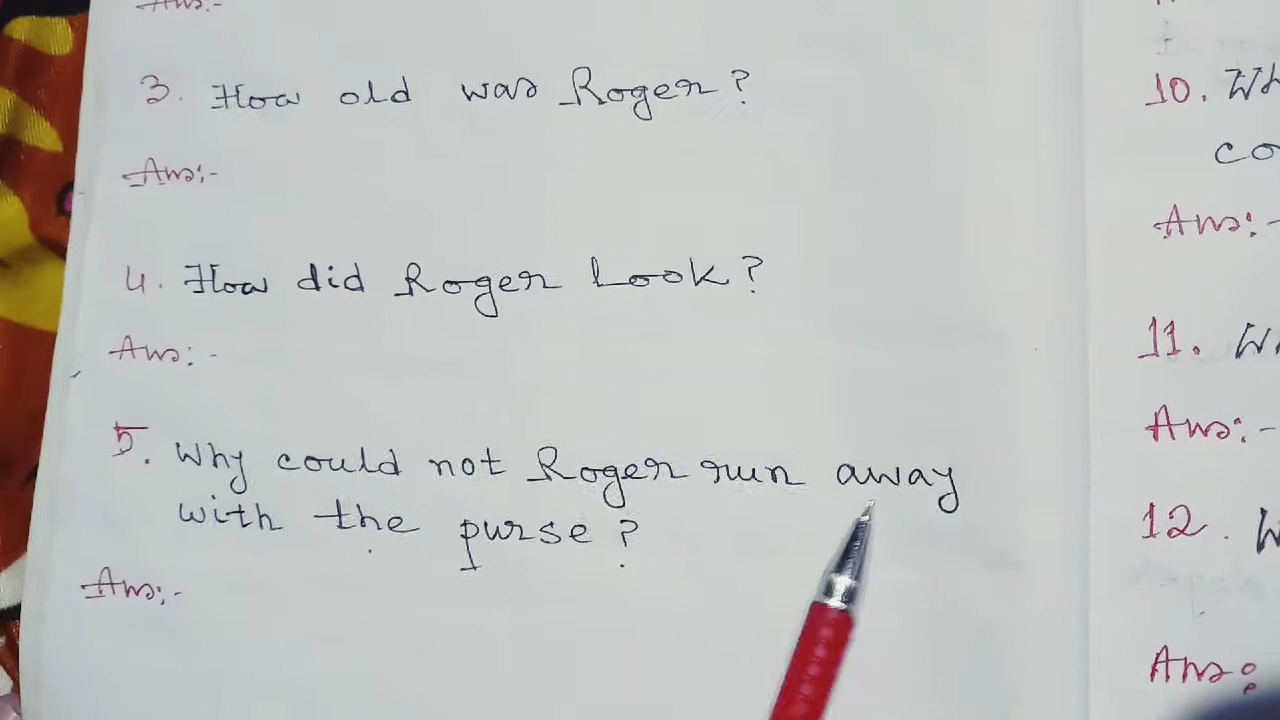 Ans:-
3. How old was Roger?
Ans:-
4. How did Roger Look?
Ans:-
5. Why could not Roger run away
with the purse?
Ans:-
10.
co
Ans:-
11.
Ans:-
12.
Ans: